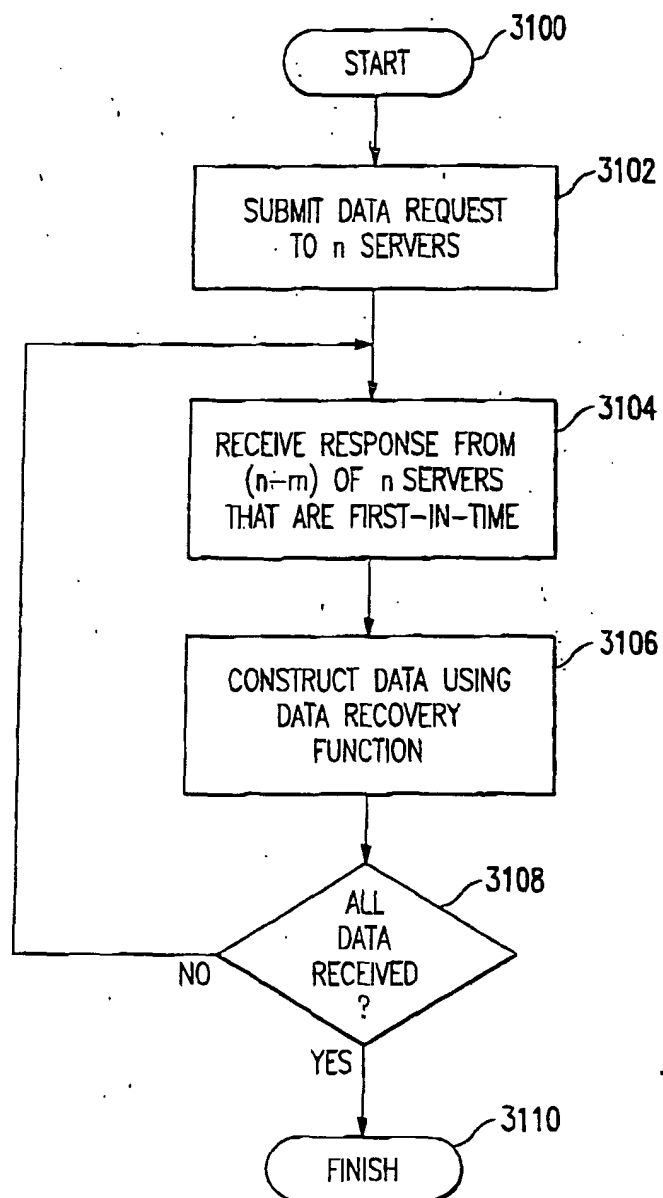 3100
START
3102
SUBMIT DATA REQUEST
TO n SERVERS
3104
RECEIVE RESPONSE FROM
(n-m) OF n SERVERS
THAT ARE FIRST-IN-TIME
3106
CONSTRUCT DATA USING
DATA RECOVERY
FUNCTION
3108
ALL
DATA
RECEIVED
?
NO
YES
3110
FINISH